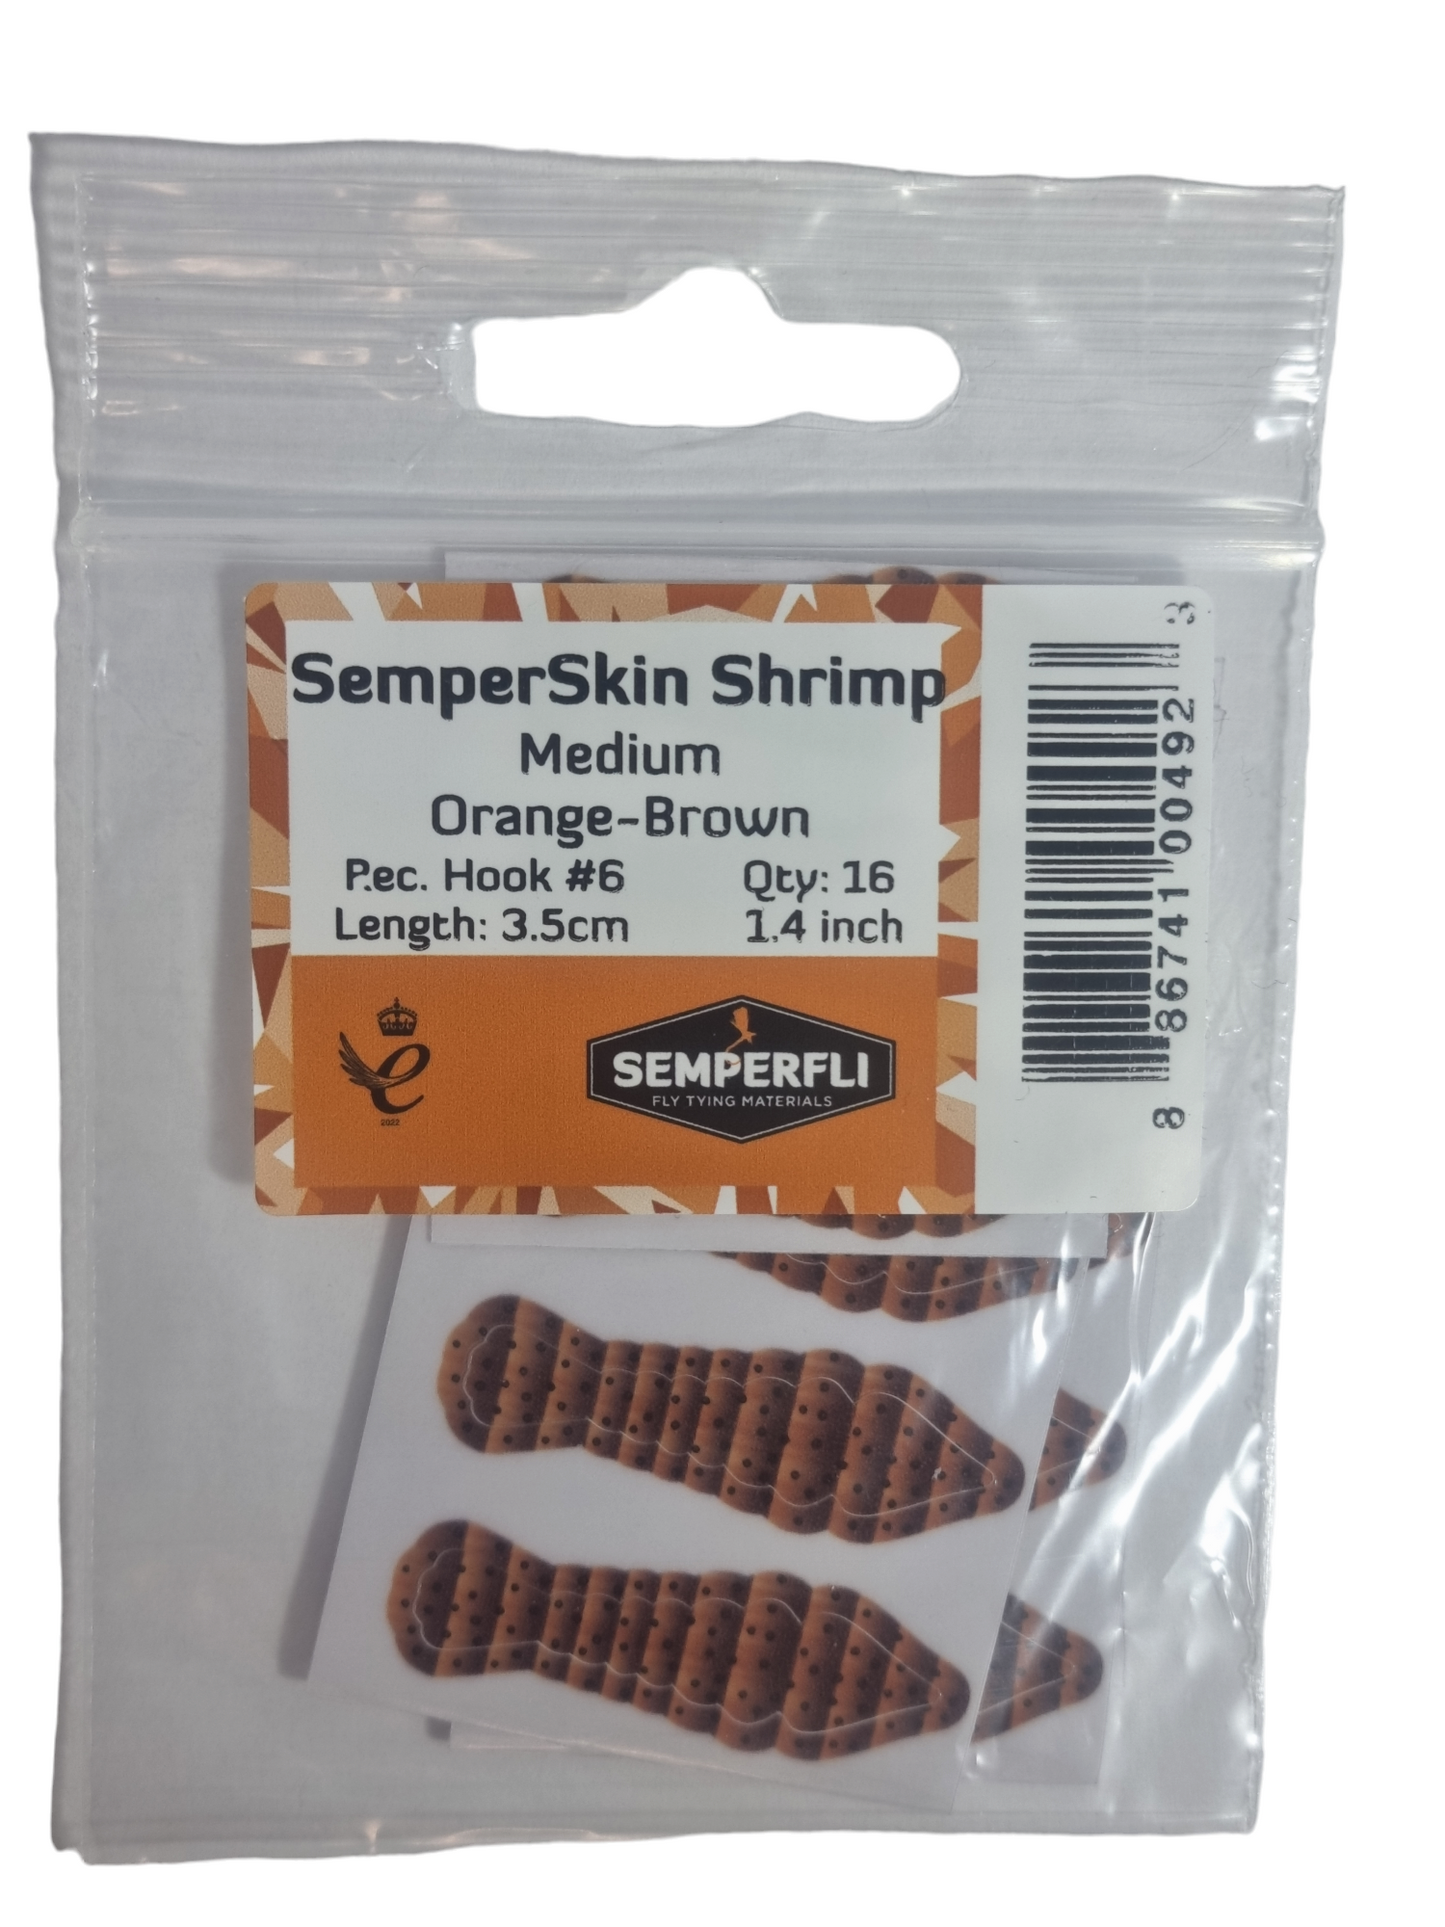 SemperSkin Shrimp
Medium
Orange-Brown
Rec. Hook #6 Qty: 16
Length: 3.5cm 1.4 inch
e
2022
SEMPERFLI
FLY TYING MATERIALS
8 86741 00492 3